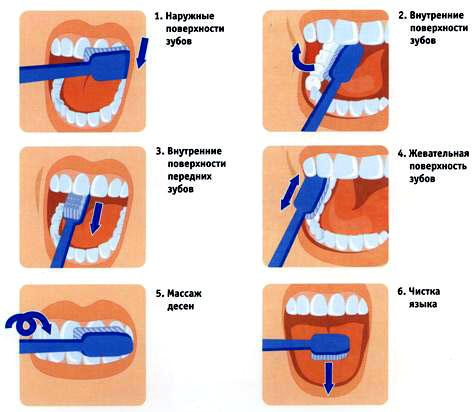 1. Наружные
поверхности
зубов
2. Внутренние
поверхности
зубов
3. Внутренние
поверхности
передних
зубов
4. Жевательная
поверхность
зубов
5. Массаж
десен
6. Чистка
языка